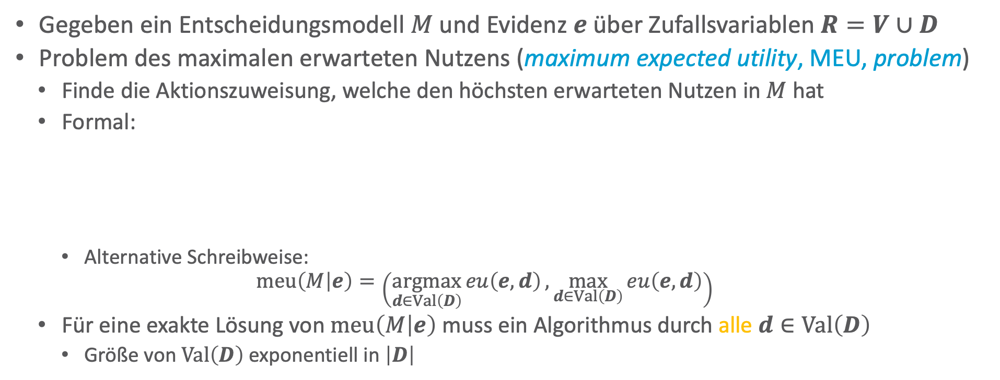 • Gegeben ein Entscheidungsmodell M und Evidenz e über Zufallsvariablen R = V ∪ D
• Problem des maximalen erwarteten Nutzens (maximum expected utility, MEU, problem)
• Finde die Aktionszuweisung, welche den höchsten erwarteten Nutzen in M hat
• Formal:
• Alternative Schreibweise:
meu(M|e) = (argmax_{d∈Val(D)} eu(e, d), max_{d∈Val(D)} eu(e, d))
• Für eine exakte Lösung von meu(M|e) muss ein Algorithmus durch alle d ∈ Val(D)
• Größe von Val(D) exponentiell in |D|